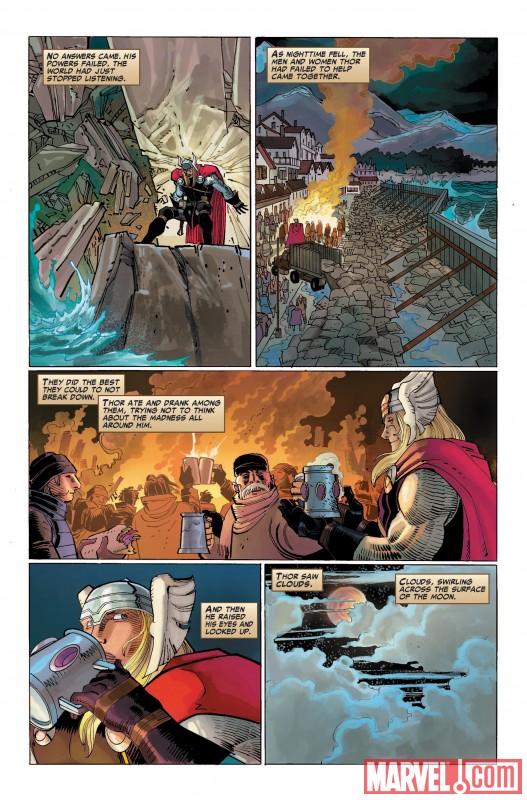 NO ANSWERS CAME. HIS
POWERS FAILED. THE
WORLD HAD JUST
STOPPED LISTENING.
AS NIGHTTIME FELL, THE
MEN AND WOMEN THOR
HAD FAILED TO HELP
CAME TOGETHER.
THEY DID THE BEST
THEY COULD TO NOT
BREAK DOWN.
THOR ATE AND DRANK AMONG
THEM, TRYING NOT TO THINK
ABOUT THE MADNESS ALL
AROUND HIM.
AND THEN
HE RAISED
HIS EYES AND
LOOKED UP.
THOR SAW
CLOUDS.
CLOUDS, SWIRLING
ACROSS THE SURFACE
OF THE MOON.
MARVEL.COM